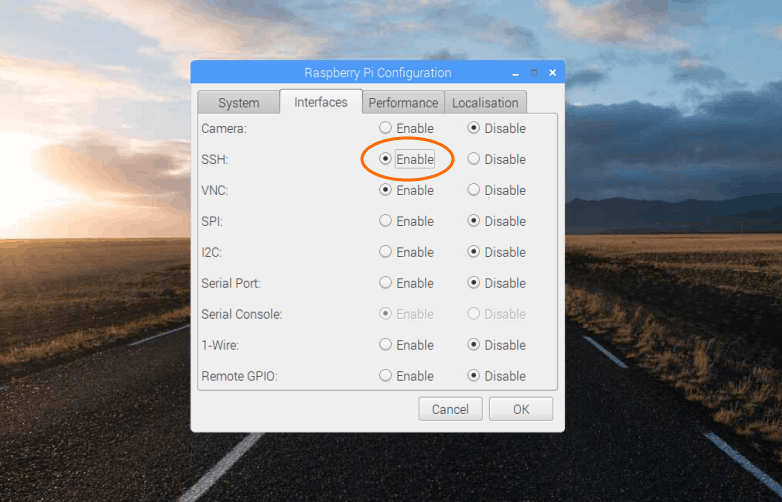 Raspberry Pi Configuration
System Interfaces Performance Localisation
Camera: Enable Disable
SSH: Enable Disable
VNC: Enable Disable
SPI: Enable Disable
I2C: Enable Disable
Serial Port: Enable Disable
Serial Console: Enable Disable
1-Wire: Enable Disable
Remote GPIO: Enable Disable
Cancel OK